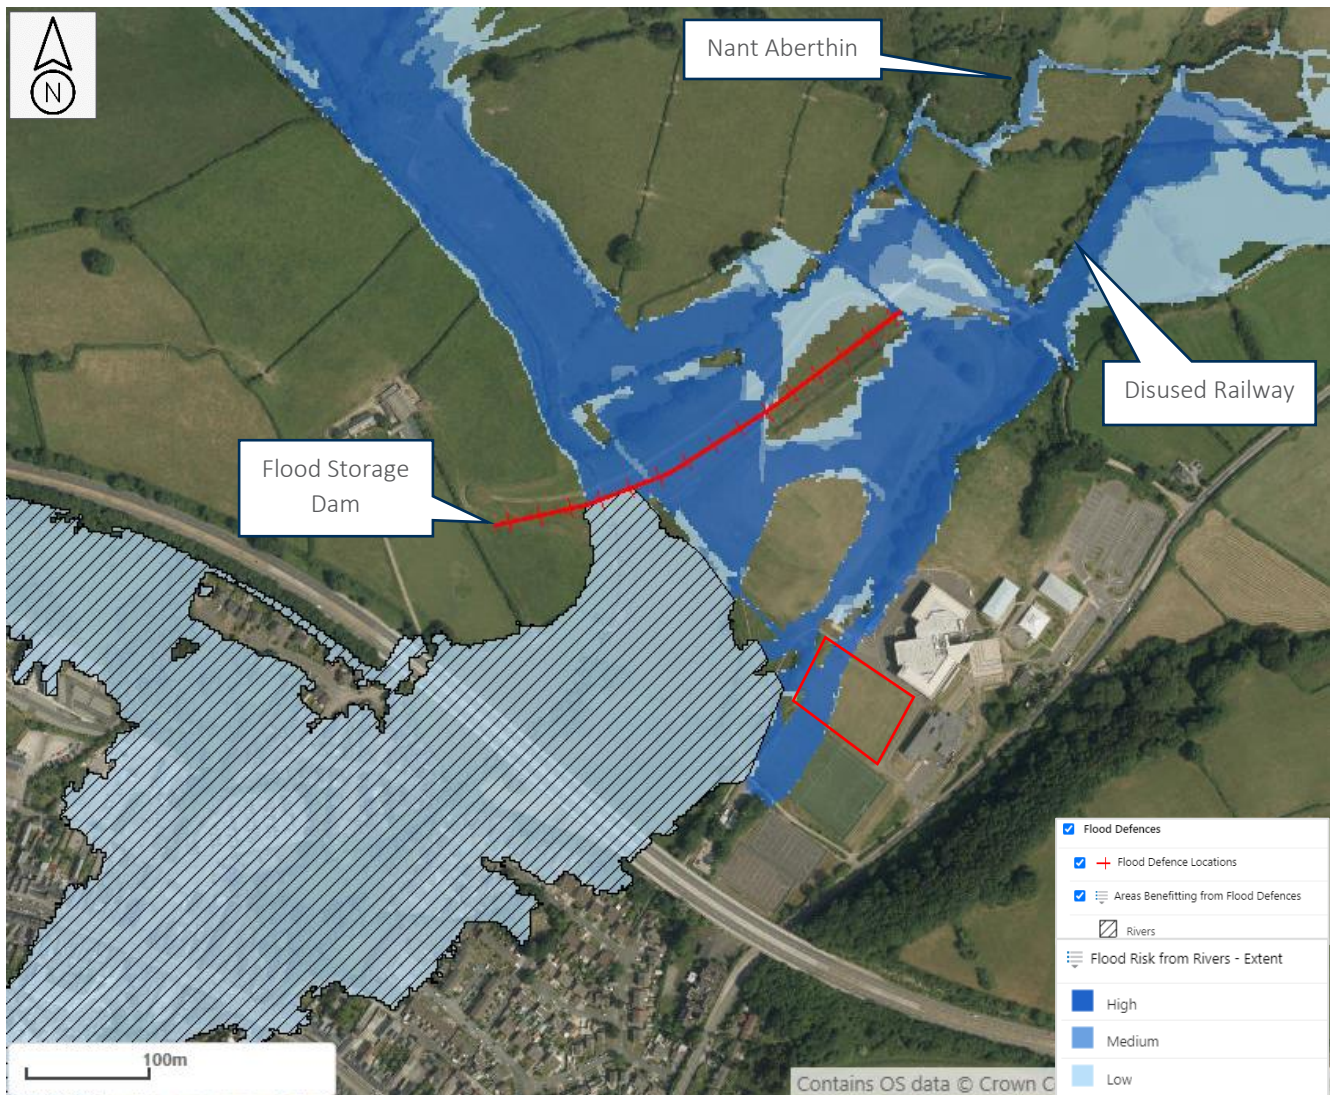 N
Nant Aberthin
Disused Railway
Flood Storage
Dam
Flood Defences
Flood Defence Locations
Areas Benefitting from Flood Defences
Rivers
Flood Risk from Rivers - Extent
High
Medium
Low
100m
Contains OS data © Crown C